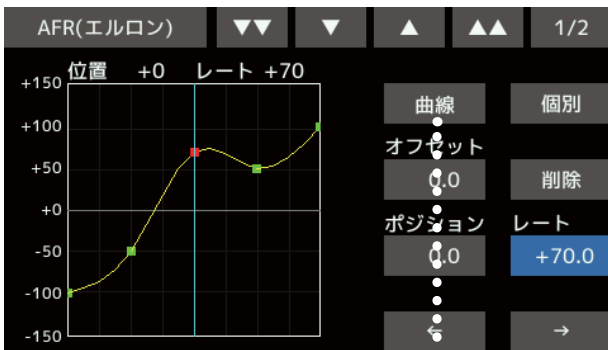 AFR(エルロン) ▼▼ ▼ ▲ ▲▲ 1/2
位置 +0 レート +70
+150
+100
+50
+0
-50
-100
-150
曲線 個別
オフセット
0.0 削除
ポジション レート
0.0 +70.0
← →